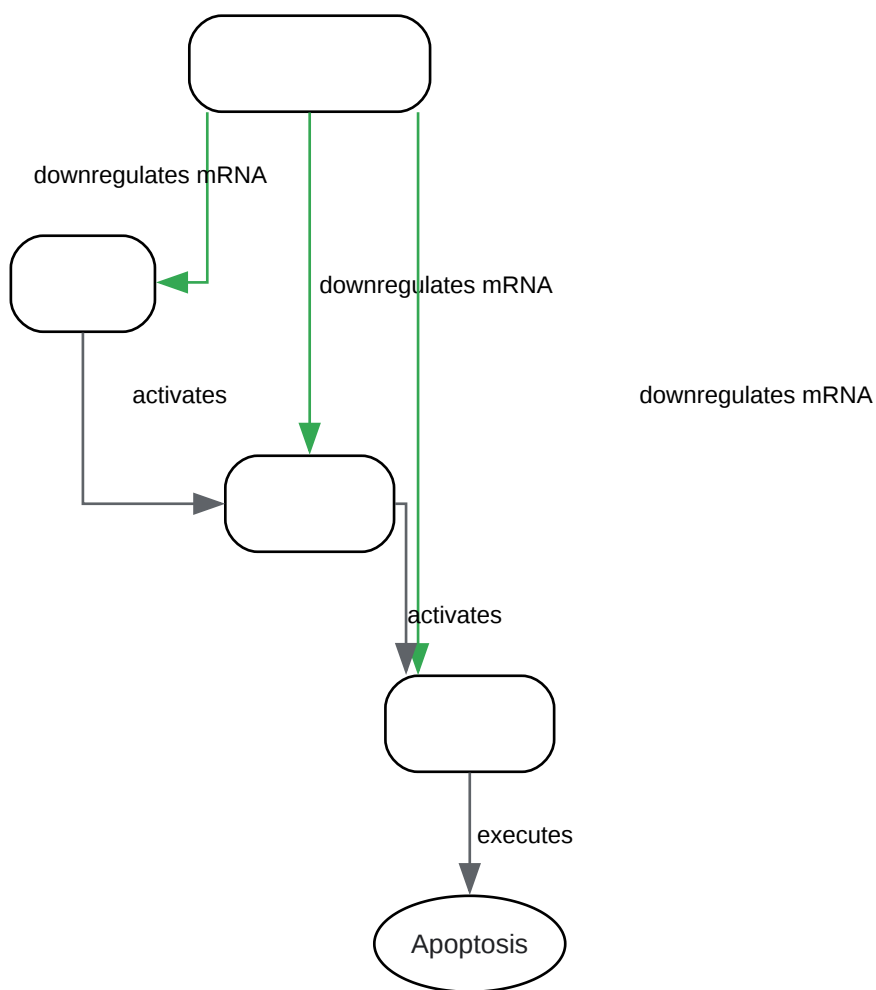 downregulates mRNA
downregulates mRNA
activates
downregulates mRNA
activates
executes
Apoptosis